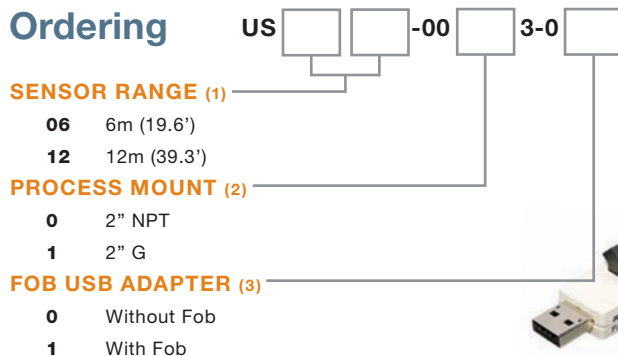 Ordering US -00 3-0
SENSOR RANGE (1)
06 6m (19.6’)
12 12m (39.3’)
PROCESS MOUNT (2)
0 2” NPT
1 2” G
FOB USB ADAPTER (3)
0 Without Fob
1 With Fob